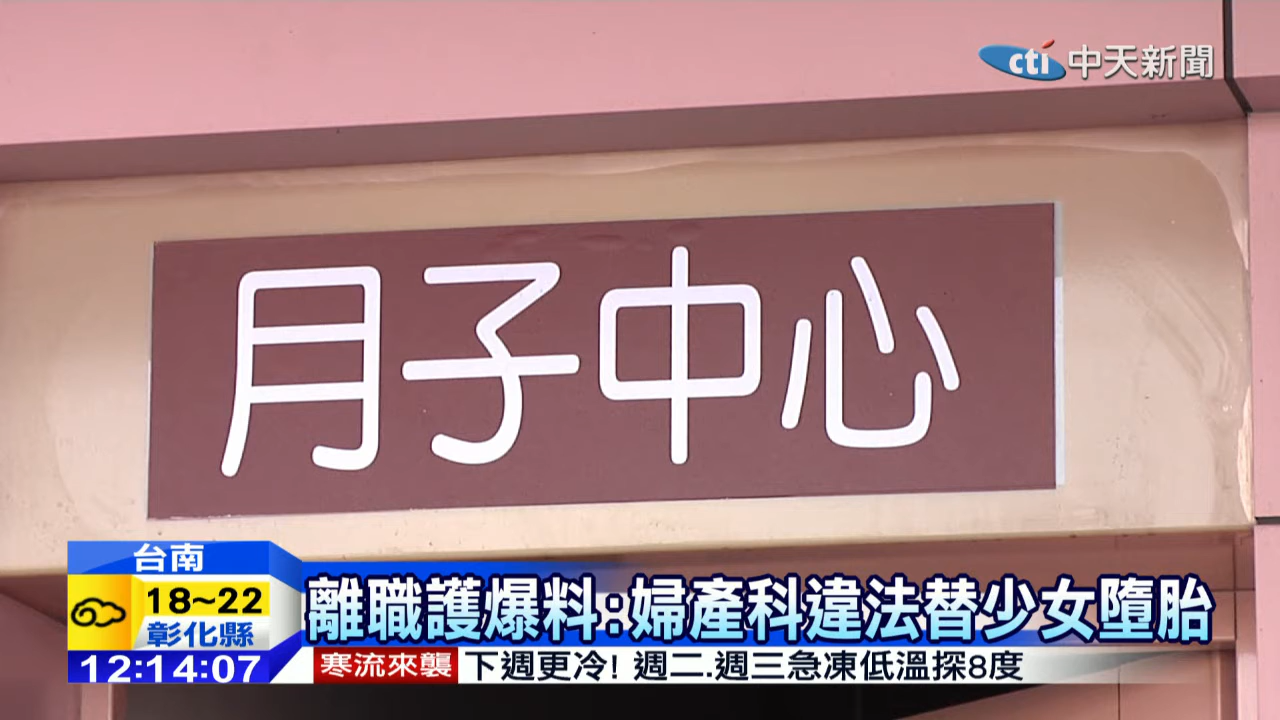 cti 中天新聞
月子中心
台南
18~22
彰化縣
12:14:07
離職護爆料:婦產科違法替少女墮胎
寒流來襲 下週更冷! 週二.週三急凍低溫探8度